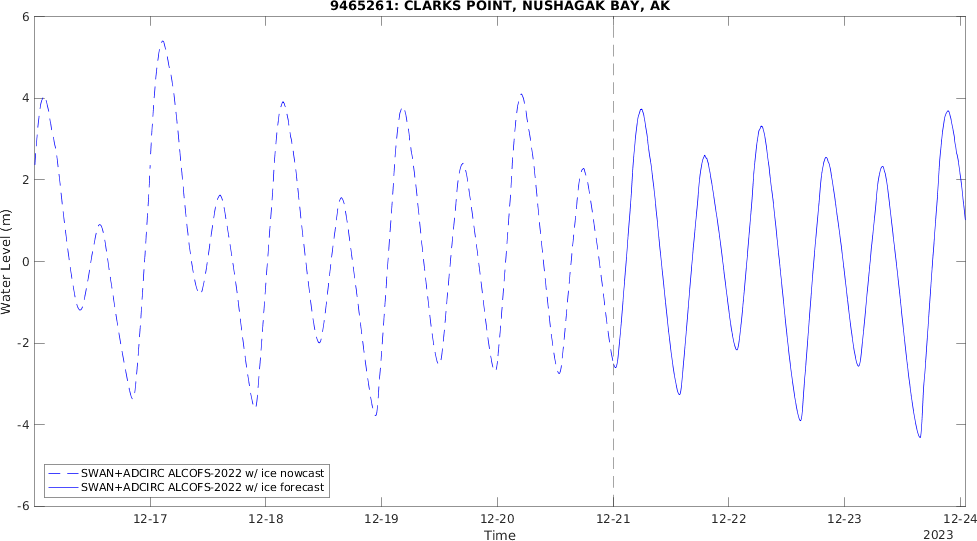 9465261: CLARKS POINT, NUSHAGAK BAY, AK
6
4
2
0
-2
-4
-6
Water Level (m)
SWAN+ADCIRC ALCOFS-2022 w/ ice nowcast
SWAN+ADCIRC ALCOFS-2022 w/ ice forecast
12-17 12-18 12-19 12-20 12-21 12-22 12-23 12-24
Time
2023